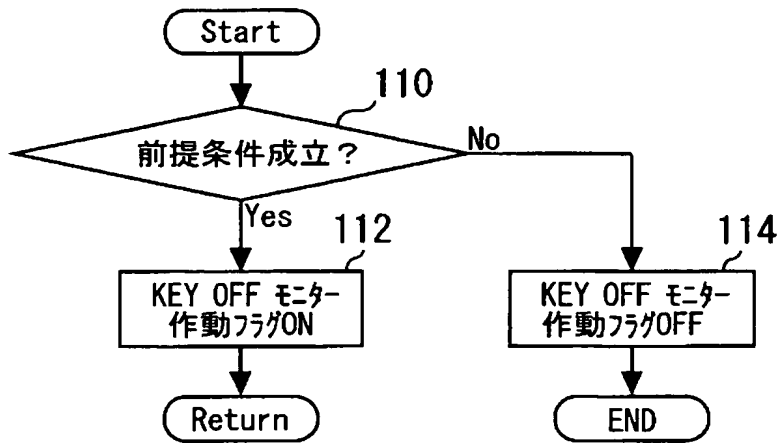 Start
110
前提条件成立？
No
Yes
112
114
KEY OFF ﾓﾆﾀｰ
作動ﾌﾗｸﾞON
KEY OFF ﾓﾆﾀｰ
作動ﾌﾗｸﾞOFF
Return
END